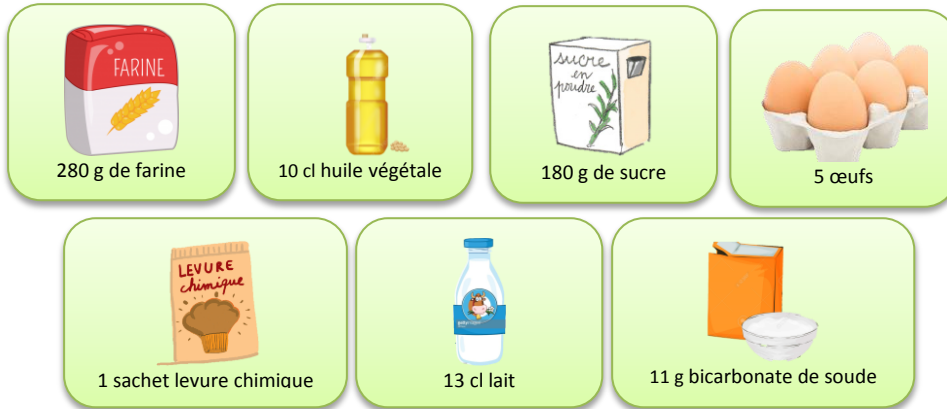 FARINE
280 g de farine
10 cl huile végétale
sucre
en
poudre
180 g de sucre
5 œufs
LEVURE
chimique
1 sachet levure chimique
13 cl lait
11 g bicarbonate de soude